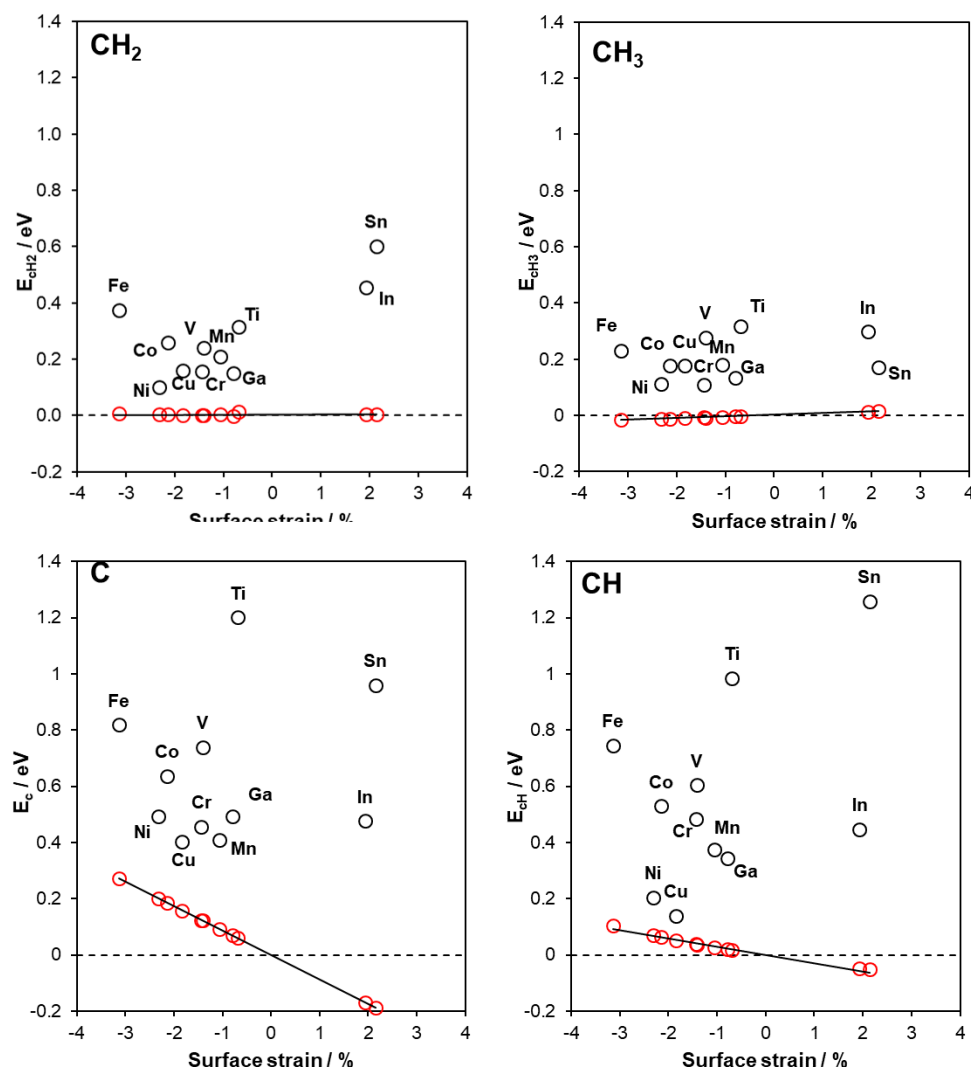 CH₂
1.4
1.2
1
0.8
0.6
0.4
0.2
0.0
-0.2
E_cH2 / eV
Fe
Co
Ni
Cu
V
Cr
Mn
Ti
Ga
Sn
In
-4 -3 -2 -1 0 1 2 3 4
Surface strain / %
CH₃
1.4
1.2
1
0.8
0.6
0.4
0.2
0.0
-0.2
E_cH3 / eV
Fe
Ni
Co
Cu
V
Cr
Mn
Ti
Ga
In
Sn
-4 -3 -2 -1 0 1 2 3 4
Surface strain / %
C
1.4
1.2
1
0.8
0.6
0.4
0.2
0
-0.2
E_c / eV
Fe
Ni
Co
Cu
V
Cr
Mn
Ti
Ga
Sn
In
-4 -3 -2 -1 0 1 2 3 4
Surface strain / %
CH
1.4
1.2
1
0.8
0.6
0.4
0.2
0
-0.2
E_cH / eV
Fe
Ni
Co
Cu
V
Cr
Mn
Ti
Ga
Sn
In
-4 -3 -2 -1 0 1 2 3 4
Surface strain / %